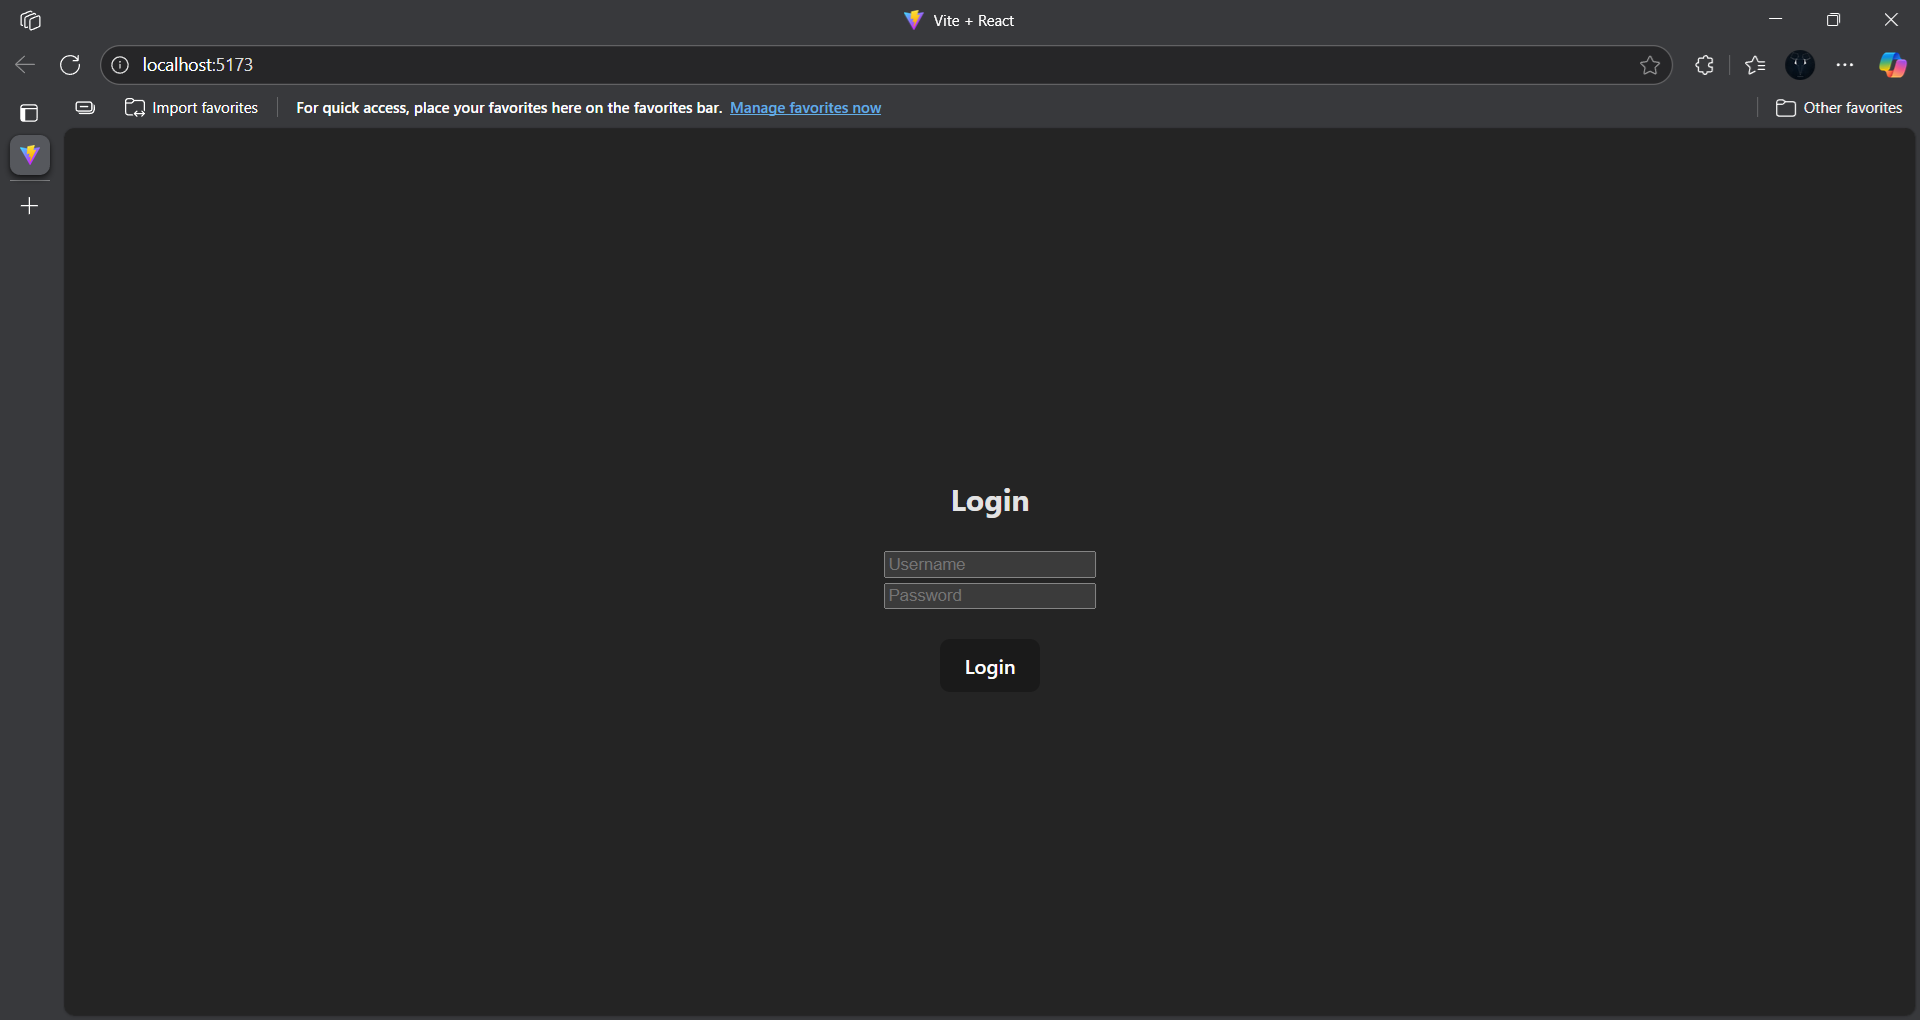 Vite + React
localhost:5173
Import favorites
For quick access, place your favorites here on the favorites bar. Manage favorites now
Other favorites
Login
Username
Password
Login